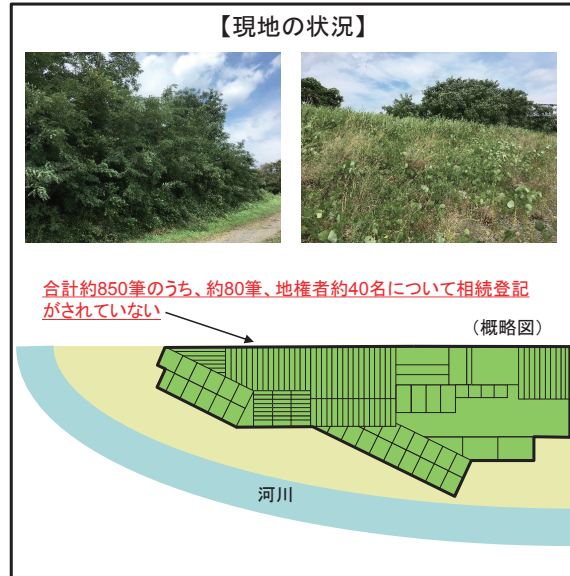 【現地の状況】
合計約850筆のうち、約80筆、地権者約40名について相続登記
がされていない
（概略図）
河川